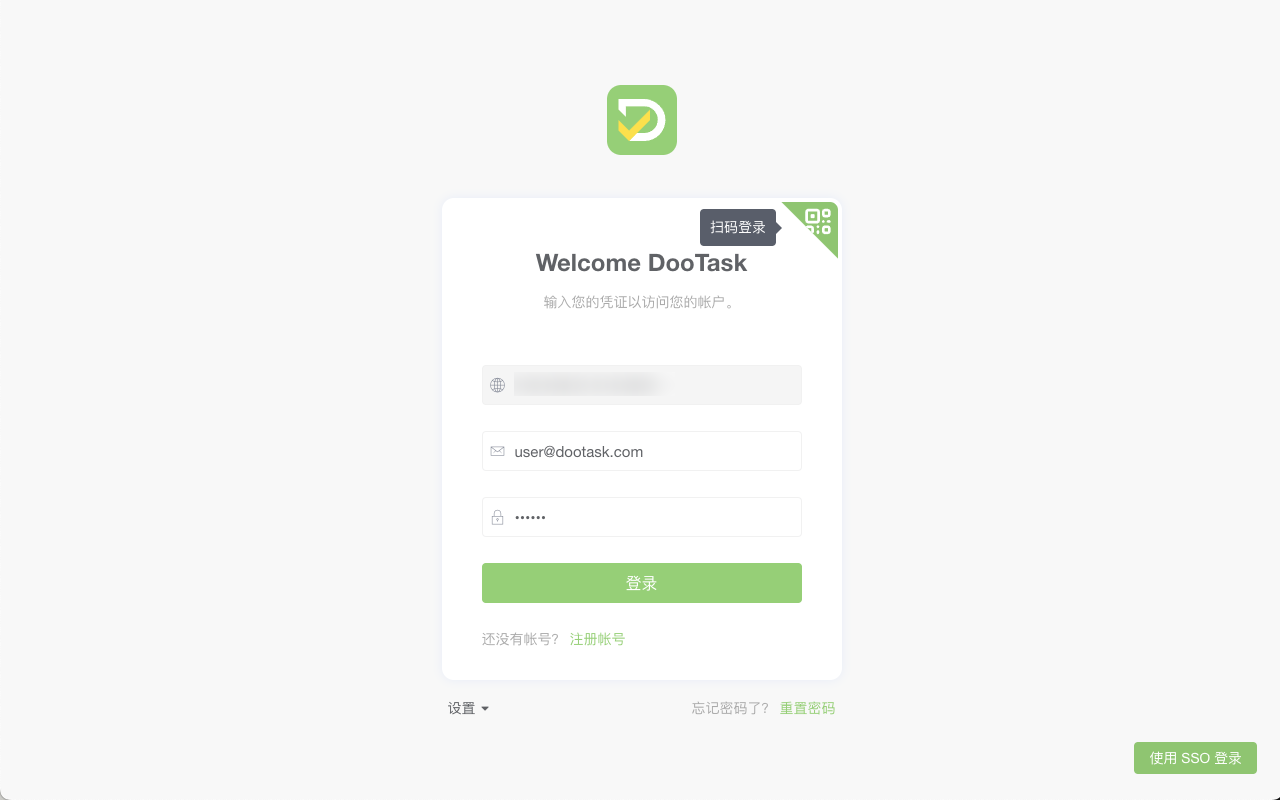 扫码登录
Welcome DooTask
输入您的凭证以访问您的帐户。
user@dootask.com
••••••
登录
还没有帐号? 注册帐号
设置
忘记密码了? 重置密码
使用 SSO 登录